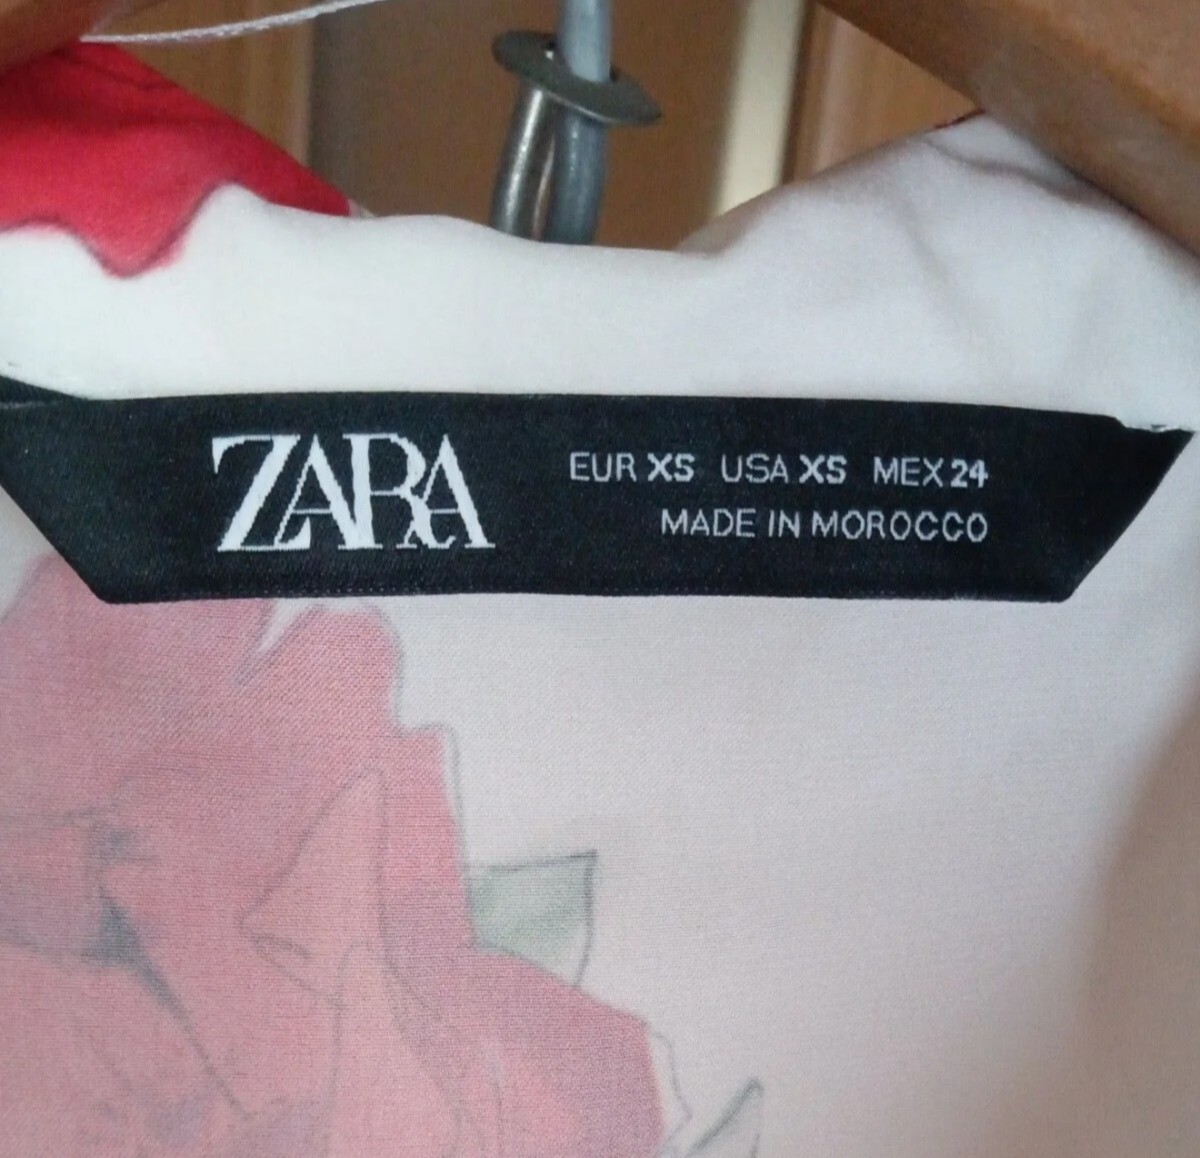 ZARA
EUR XS USA XS MEX 24
MADE IN MOROCCO